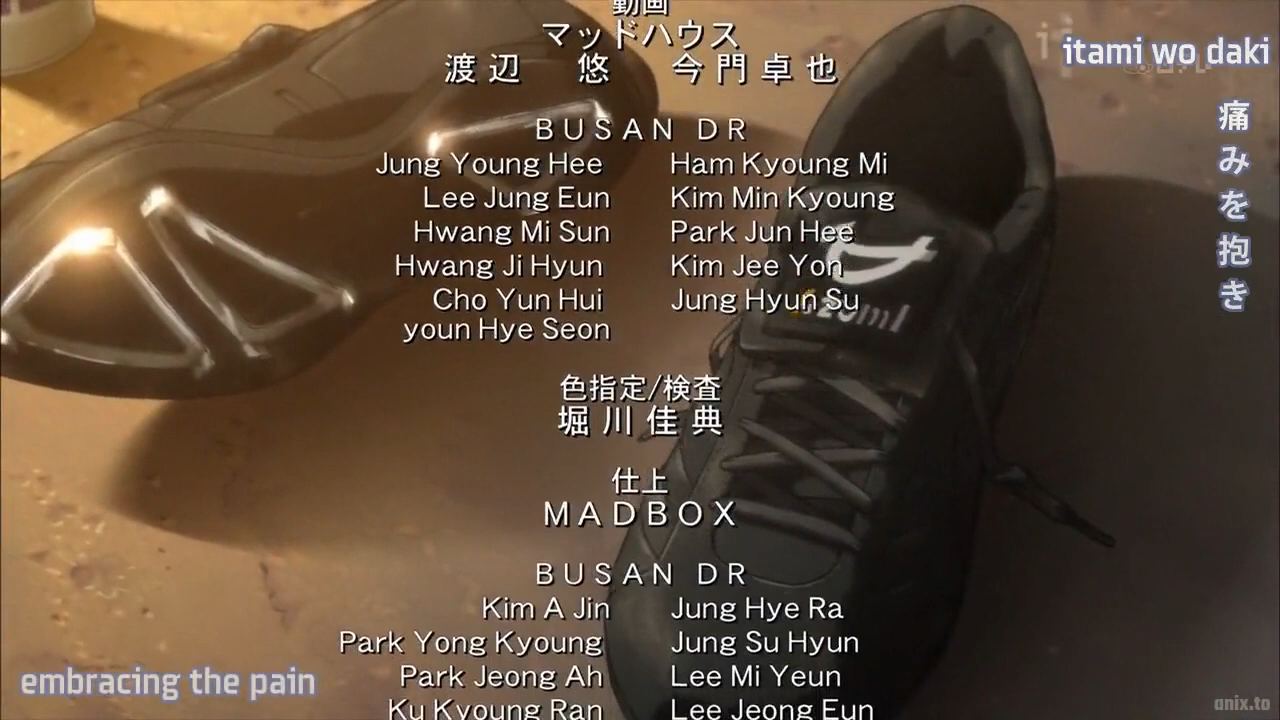 動画
マッドハウス
渡辺 悠 今門卓也
BUSAN DR
Jung Young Hee Ham Kyoung Mi
Lee Jung Eun Kim Min Kyoung
Hwang Mi Sun Park Jun Hee
Hwang Ji Hyun Kim Jee Yon
Cho Yun Hui Jung Hyun Su
youn Hye Seon
色指定/検査
堀川佳典
仕上
MADBOX
BUSAN DR
Kim A Jin Jung Hye Ra
Park Yong Kyoung Jung Su Hyun
Park Jeong Ah Lee Mi Yeun
Ku Kyoung Ran Lee Jeong Eun
itami wo daki
痛みを抱き
embracing the pain
anix.to